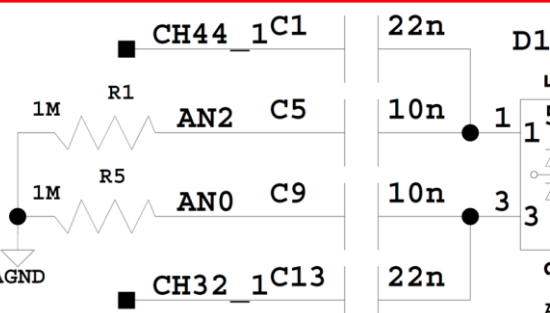 CH44_1 C1 22n
D1
R1
1M AN2 C5 10n 1 1
R5
1M AN0 C9 10n 3 3
AGND
CH32_1 C13 22n